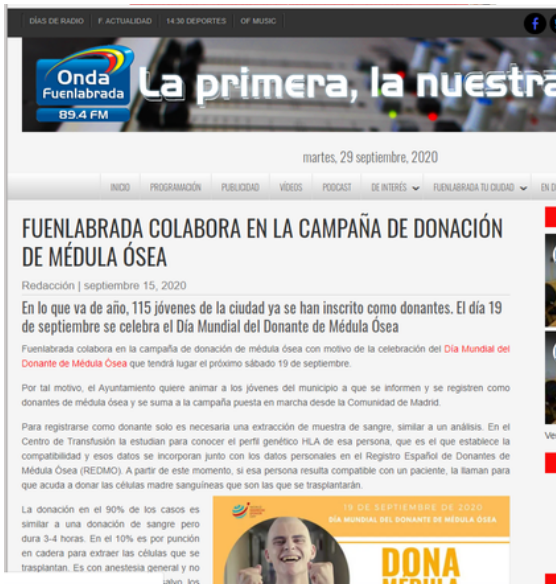 DÍAS DE RADIO F. ACTUALIDAD 14:30 DEPORTES OF MUSIC
Onda
Fuenlabrada
89.4 FM
La primera, la nuestra
martes, 29 septiembre, 2020
INICIO PROGRAMACIÓN PUBLICIDAD VÍDEOS PODCAST DE INTERÉS FUENLABRADA TU CIUDAD EN D
FUENLABRADA COLABORA EN LA CAMPAÑA DE DONACIÓN
DE MÉDULA ÓSEA
Redacción | septiembre 15, 2020
En lo que va de año, 115 jóvenes de la ciudad ya se han inscrito como donantes. El día 19
de septiembre se celebra el Día Mundial del Donante de Médula Ósea
Fuenlabrada colabora en la campaña de donación de médula ósea con motivo de la celebración del Día Mundial del
Donante de Médula Ósea que tendrá lugar el próximo sábado 19 de septiembre.
Por tal motivo, el Ayuntamiento quiere animar a los jóvenes del municipio a que se informen y se registren como
donantes de médula ósea y se suma a la campaña puesta en marcha desde la Comunidad de Madrid.
Para registrarse como donante solo es necesaria una extracción de muestra de sangre, similar a un análisis. En el
Centro de Transfusión la estudian para conocer el perfil genético HLA de esa persona, que es el que establece la
compatibilidad y esos datos se incorporan junto con los datos personales en el Registro Español de Donantes de
Médula Ósea (REDMO). A partir de este momento, si esa persona resulta compatible con un paciente, la llaman para
que acuda a donar las células madre sanguíneas que son las que se trasplantarán.
La donación en el 90% de los casos es
similar a una donación de sangre pero
dura 3-4 horas. En el 10% es por punción
en cadera para extraer las células que se
trasplantan. Es con anestesia general y no
salvo los
19 DE SEPTIEMBRE DE 2020
DÍA MUNDIAL DEL DONANTE DE MÉDULA ÓSEA
DONA
MÉDULA
Ve